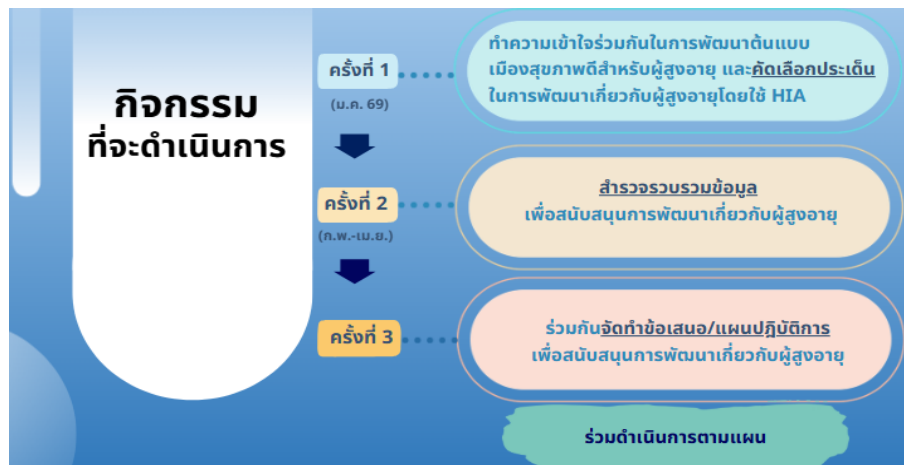 กิจกรรม
ที่จะดำเนินการ
ครั้งที่ 1
(ม.ค. 69)
ทำความเข้าใจร่วมกันในการพัฒนาต้นแบบ
เมืองสุขภาพดีสำหรับผู้สูงอายุ และคัดเลือกประเด็น
ในการพัฒนาเกี่ยวกับผู้สูงอายุโดยใช้ HIA
ครั้งที่ 2
(ก.พ.-เม.ย.)
สำรวจรวบรวมข้อมูล
เพื่อสนับสนุนการพัฒนาเกี่ยวกับผู้สูงอายุ
ครั้งที่ 3
ร่วมกันจัดทำข้อเสนอ/แผนปฏิบัติการ
เพื่อสนับสนุนการพัฒนาเกี่ยวกับผู้สูงอายุ
ร่วมดำเนินการตามแผน